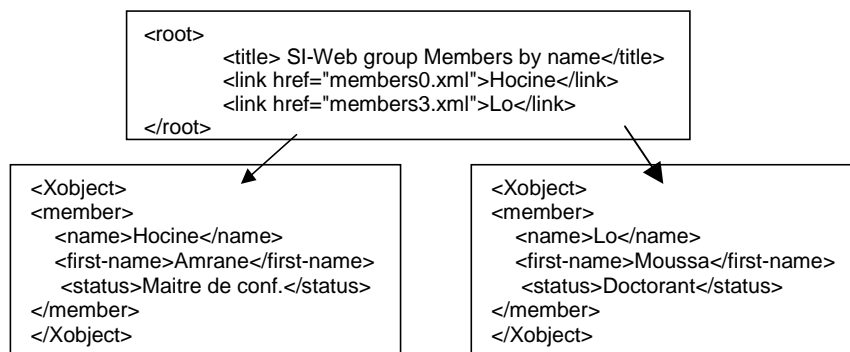 <root>
<title> SI-Web group Members by name</title>
<link href="members0.xml">Hocine</link>
<link href="members3.xml">Lo</link>
</root>
<Xobject>
<member>
<name>Hocine</name>
<first-name>Amrane</first-name>
<status>Maitre de conf.</status>
</member>
</Xobject>
<Xobject>
<member>
<name>Lo</name>
<first-name>Moussa</first-name>
<status>Doctorant</status>
</member>
</Xobject>